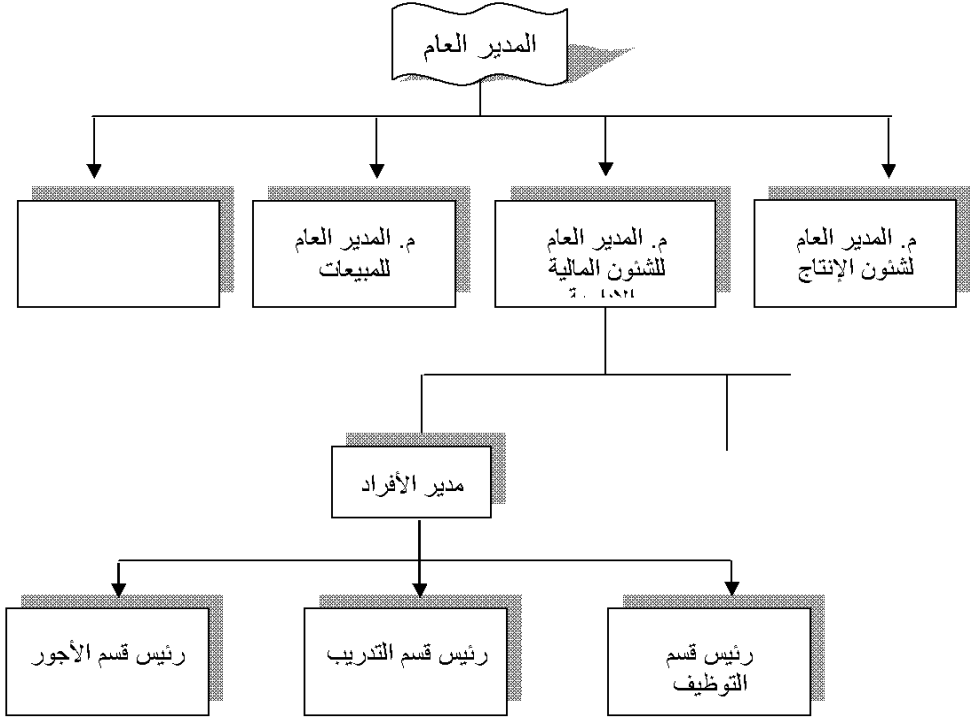 المدير العام
م. المدير العام
لشئون الإنتاج
م. المدير العام
للشئون المالية
م. المدير العام
للمبيعات
مدير الأفراد
رئيس قسم
التوظيف
رئيس قسم التدريب
رئيس قسم الأجور